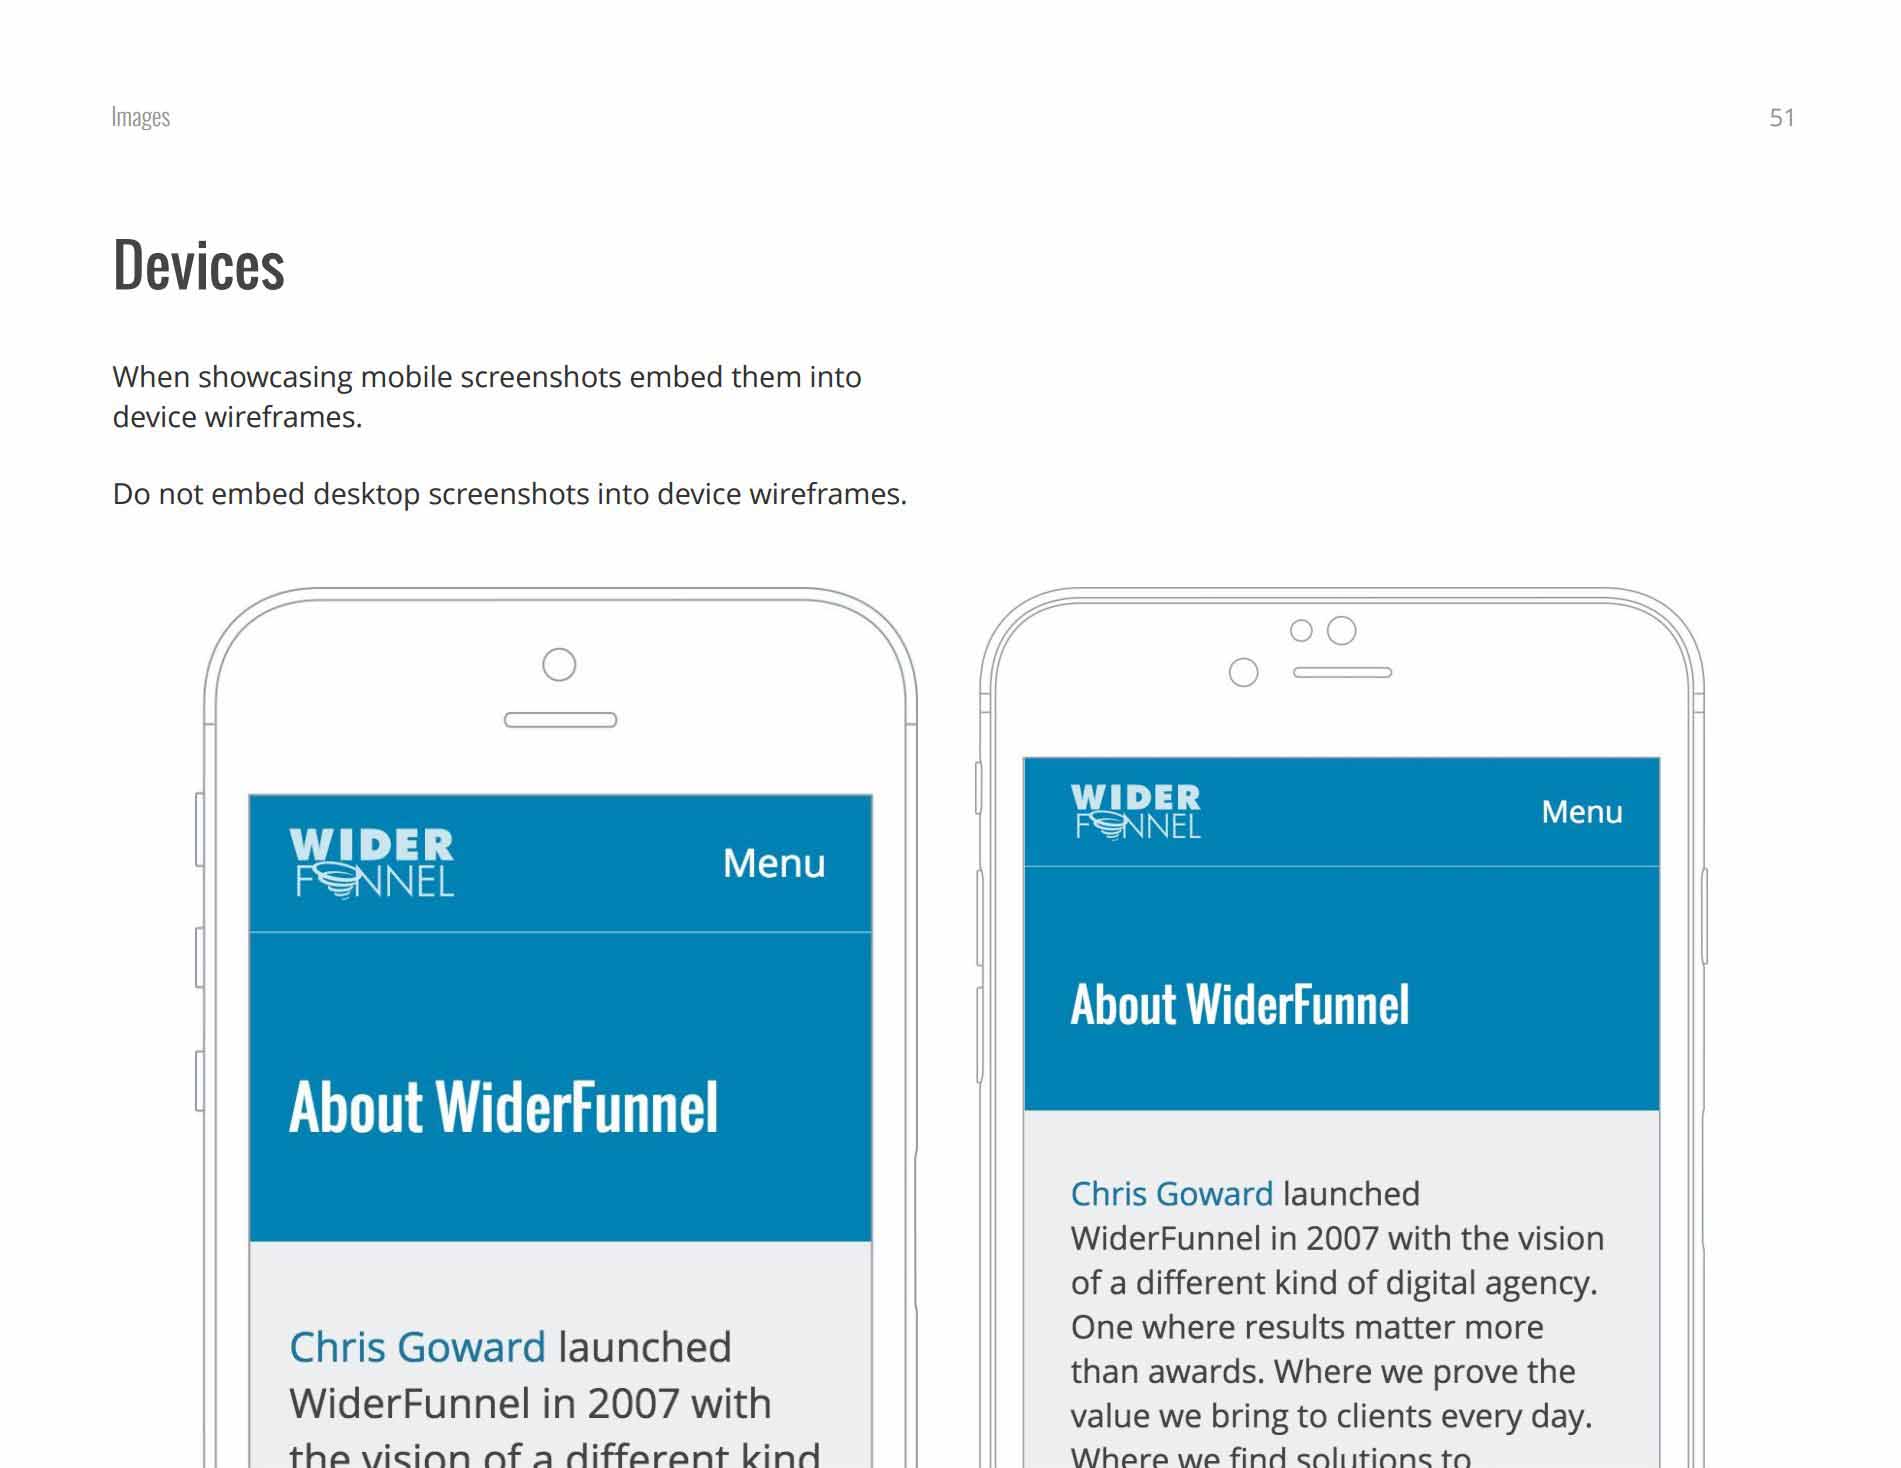 Images
51
Devices
When showcasing mobile screenshots embed them into
device wireframes.
Do not embed desktop screenshots into device wireframes.
WIDER
FUNNEL
Menu
About WiderFunnel
Chris Goward launched
WiderFunnel in 2007 with
the vision of a different kind
WIDER
FUNNEL
Menu
About WiderFunnel
Chris Goward launched
WiderFunnel in 2007 with the vision
of a different kind of digital agency.
One where results matter more
than awards. Where we prove the
value we bring to clients every day.
Where we find solutions to